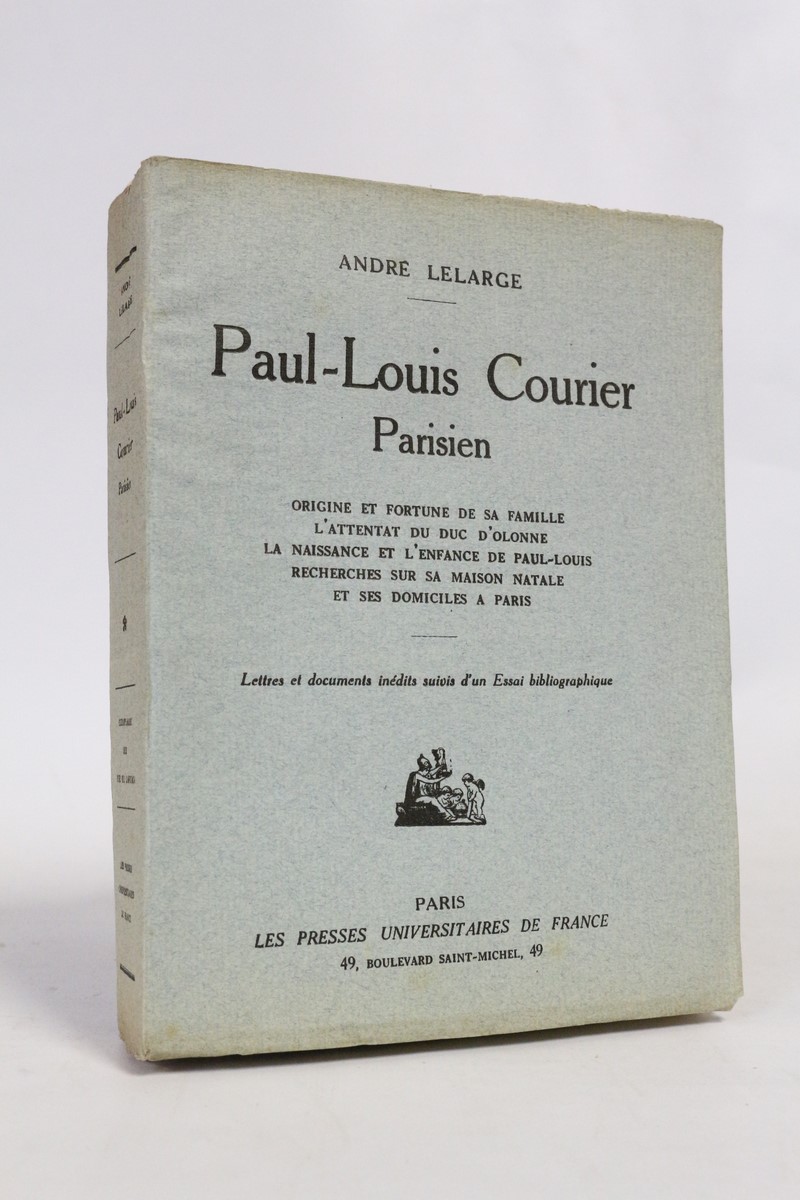 ANDRÉ LELARGE
Paul-Louis Courier
Parisien
ORIGINE ET FORTUNE DE SA FAMILLE
L'ATTENTAT DU DUC D'OLONNE
LA NAISSANCE ET L'ENFANCE DE PAUL-LOUIS
RECHERCHES SUR SA MAISON NATALE
ET SES DOMICILES A PARIS
Lettres et documents inédits suivis d'un Essai bibliographique
PARIS
LES PRESSES UNIVERSITAIRES DE FRANCE
49, BOULEVARD SAINT-MICHEL, 49
Paul-Louis
Courier
Parisien